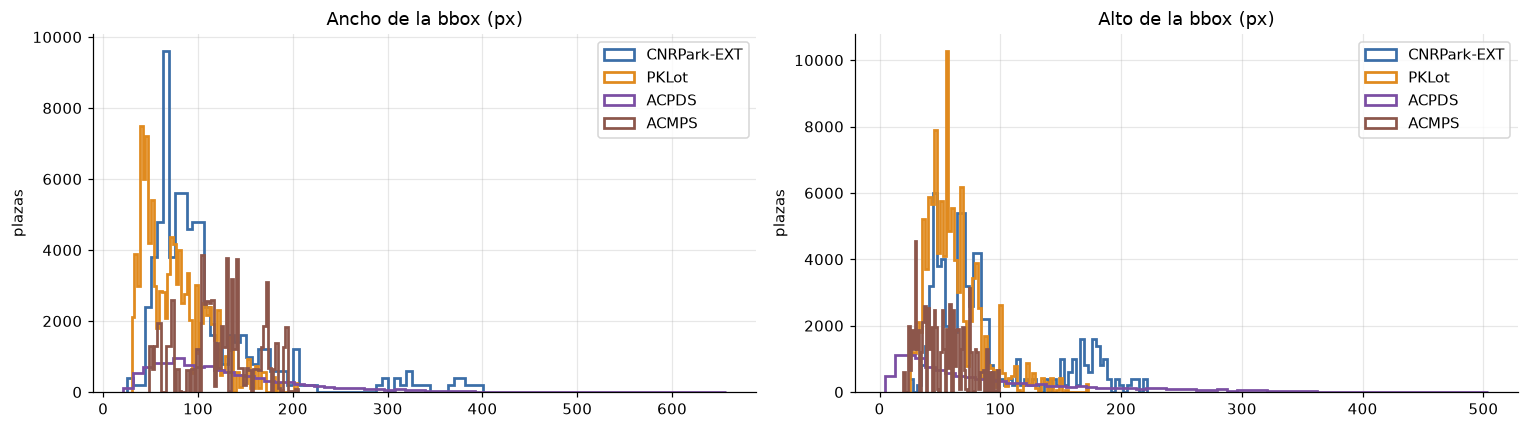 Ancho de la bbox (px)
plazas
10000
8000
6000
4000
2000
0
0 100 200 300 400 500 600
CNRPark-EXT
PKLot
ACPDS
ACMPS
Alto de la bbox (px)
plazas
10000
8000
6000
4000
2000
0
0 100 200 300 400 500
CNRPark-EXT
PKLot
ACPDS
ACMPS